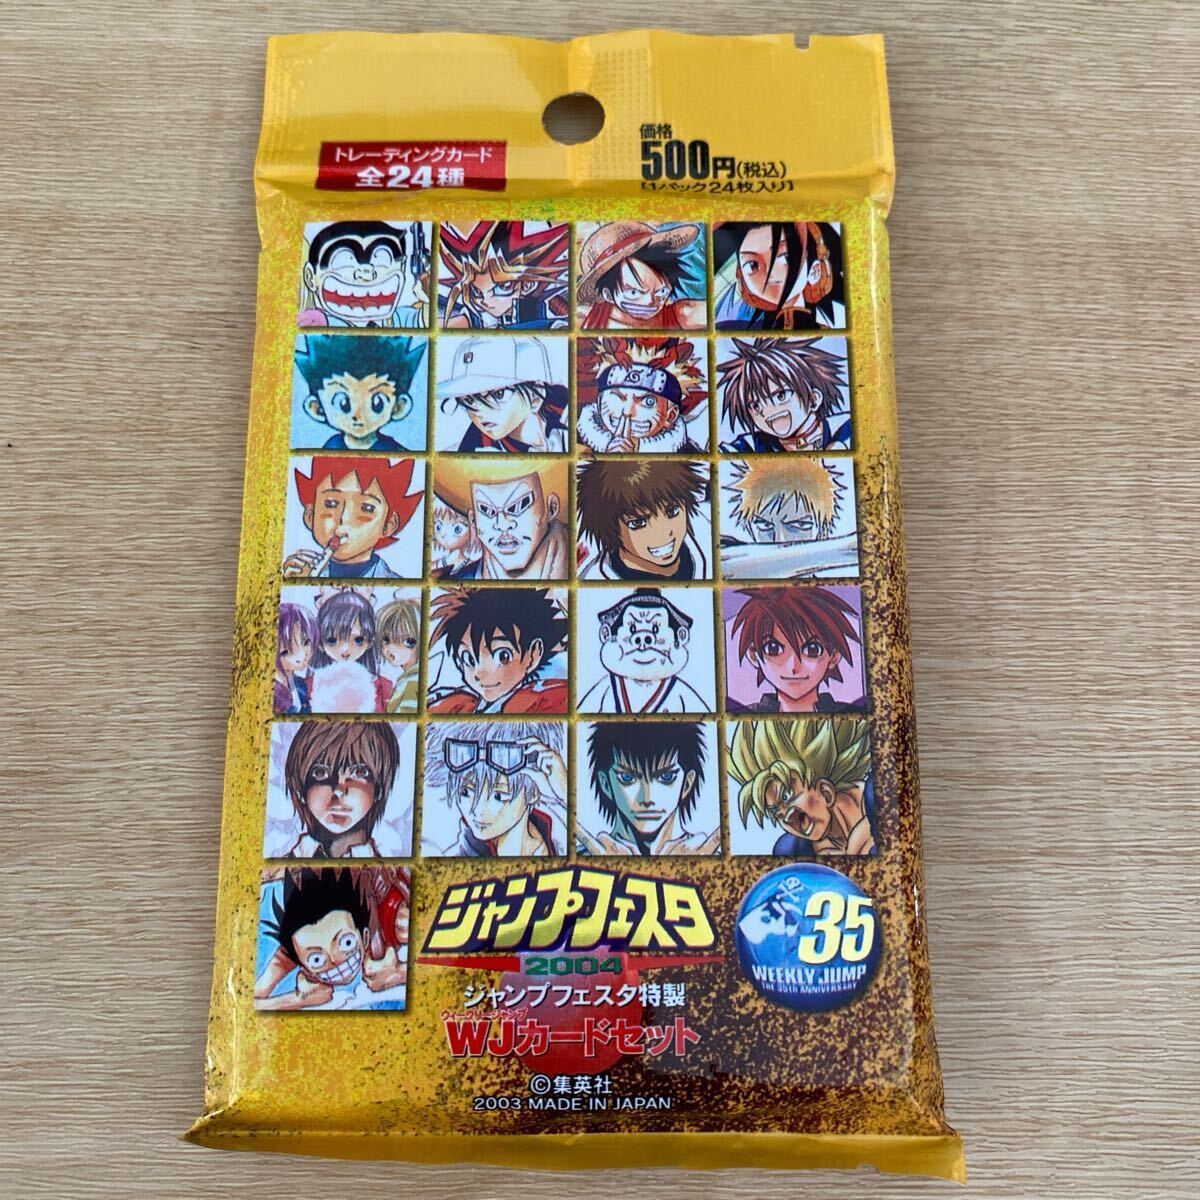 トレーディングカード
全24種
価格
500円(税込)
[1パック24枚入り]
ジャンプフェスタ
2004
ジャンプフェスタ特製
ウィークリージャンプ
WJカードセット
©集英社
2003 MADE IN JAPAN
35
WEEKLY JUMP
THE 35TH ANNIVERSARY
F